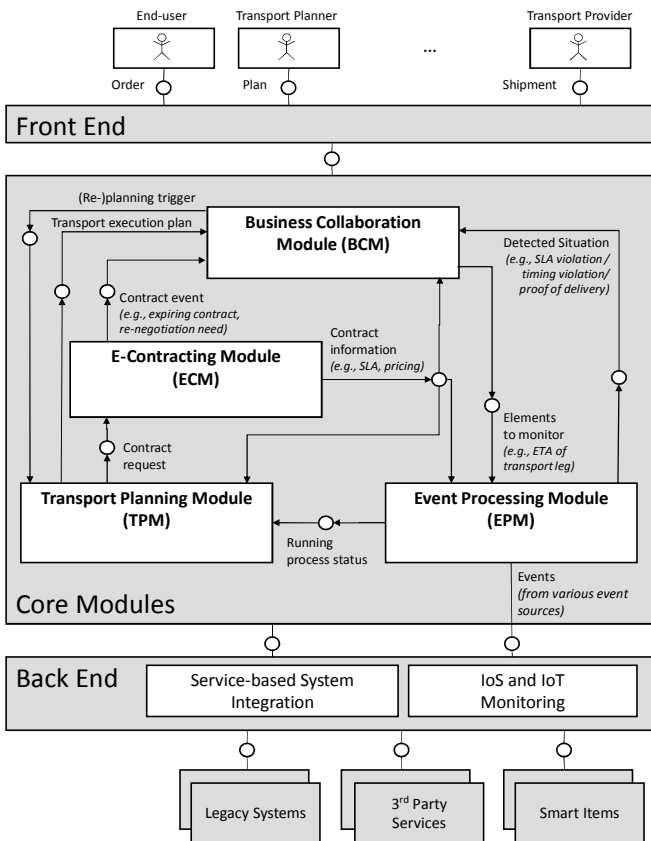 End-user
Transport Planner
...
Transport Provider
Order
Plan
Shipment
Front End
(Re-)planning trigger
Transport execution plan
Business Collaboration
Module (BCM)
Detected Situation
(e.g., SLA violation /
timing violation/
proof of delivery)
Contract event
(e.g., expiring contract,
re-negotiation need)
Contract
information
(e.g., SLA, pricing)
E-Contracting Module
(ECM)
Elements
to monitor
(e.g., ETA of
transport leg)
Contract
request
Transport Planning Module
(TPM)
Event Processing Module
(EPM)
Running
process status
Events
(from various event
sources)
Core Modules
Back End
Service-based System
Integration
IoS and IoT
Monitoring
Legacy Systems
3rd Party
Services
Smart Items